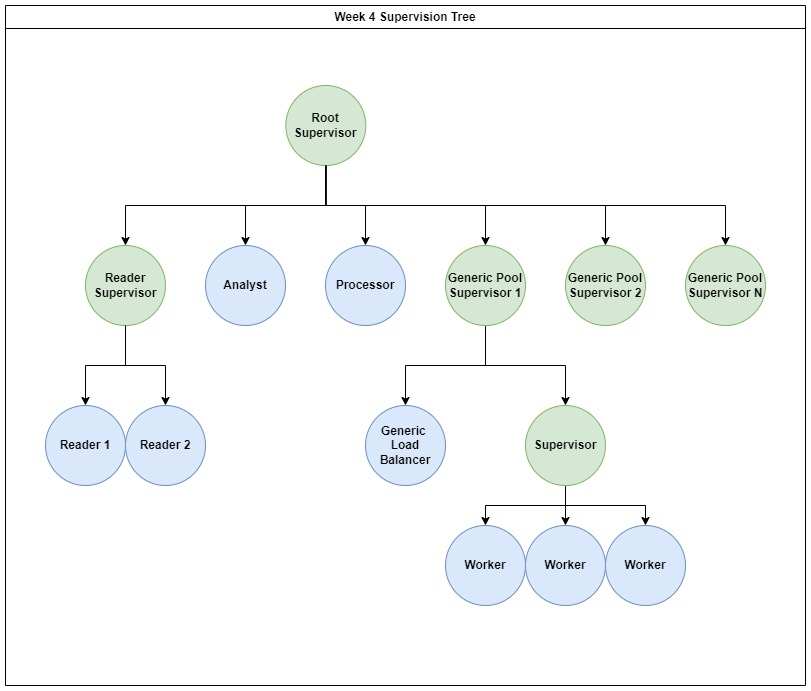 Week 4 Supervision Tree
Root
Supervisor
Reader
Supervisor
Analyst
Processor
Generic Pool
Supervisor 1
Generic Pool
Supervisor 2
Generic Pool
Supervisor N
Reader 1
Reader 2
Generic
Load
Balancer
Supervisor
Worker
Worker
Worker